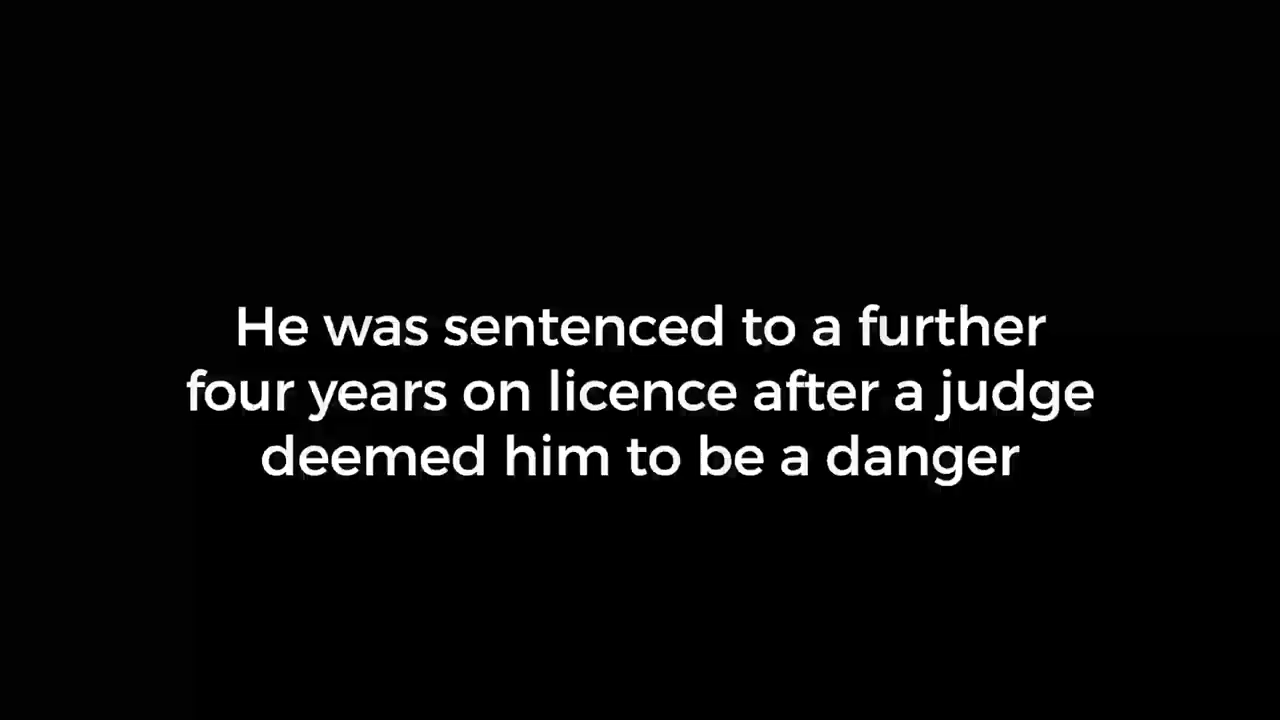 He was sentenced to a further
four years on licence after a judge
deemed him to be a danger